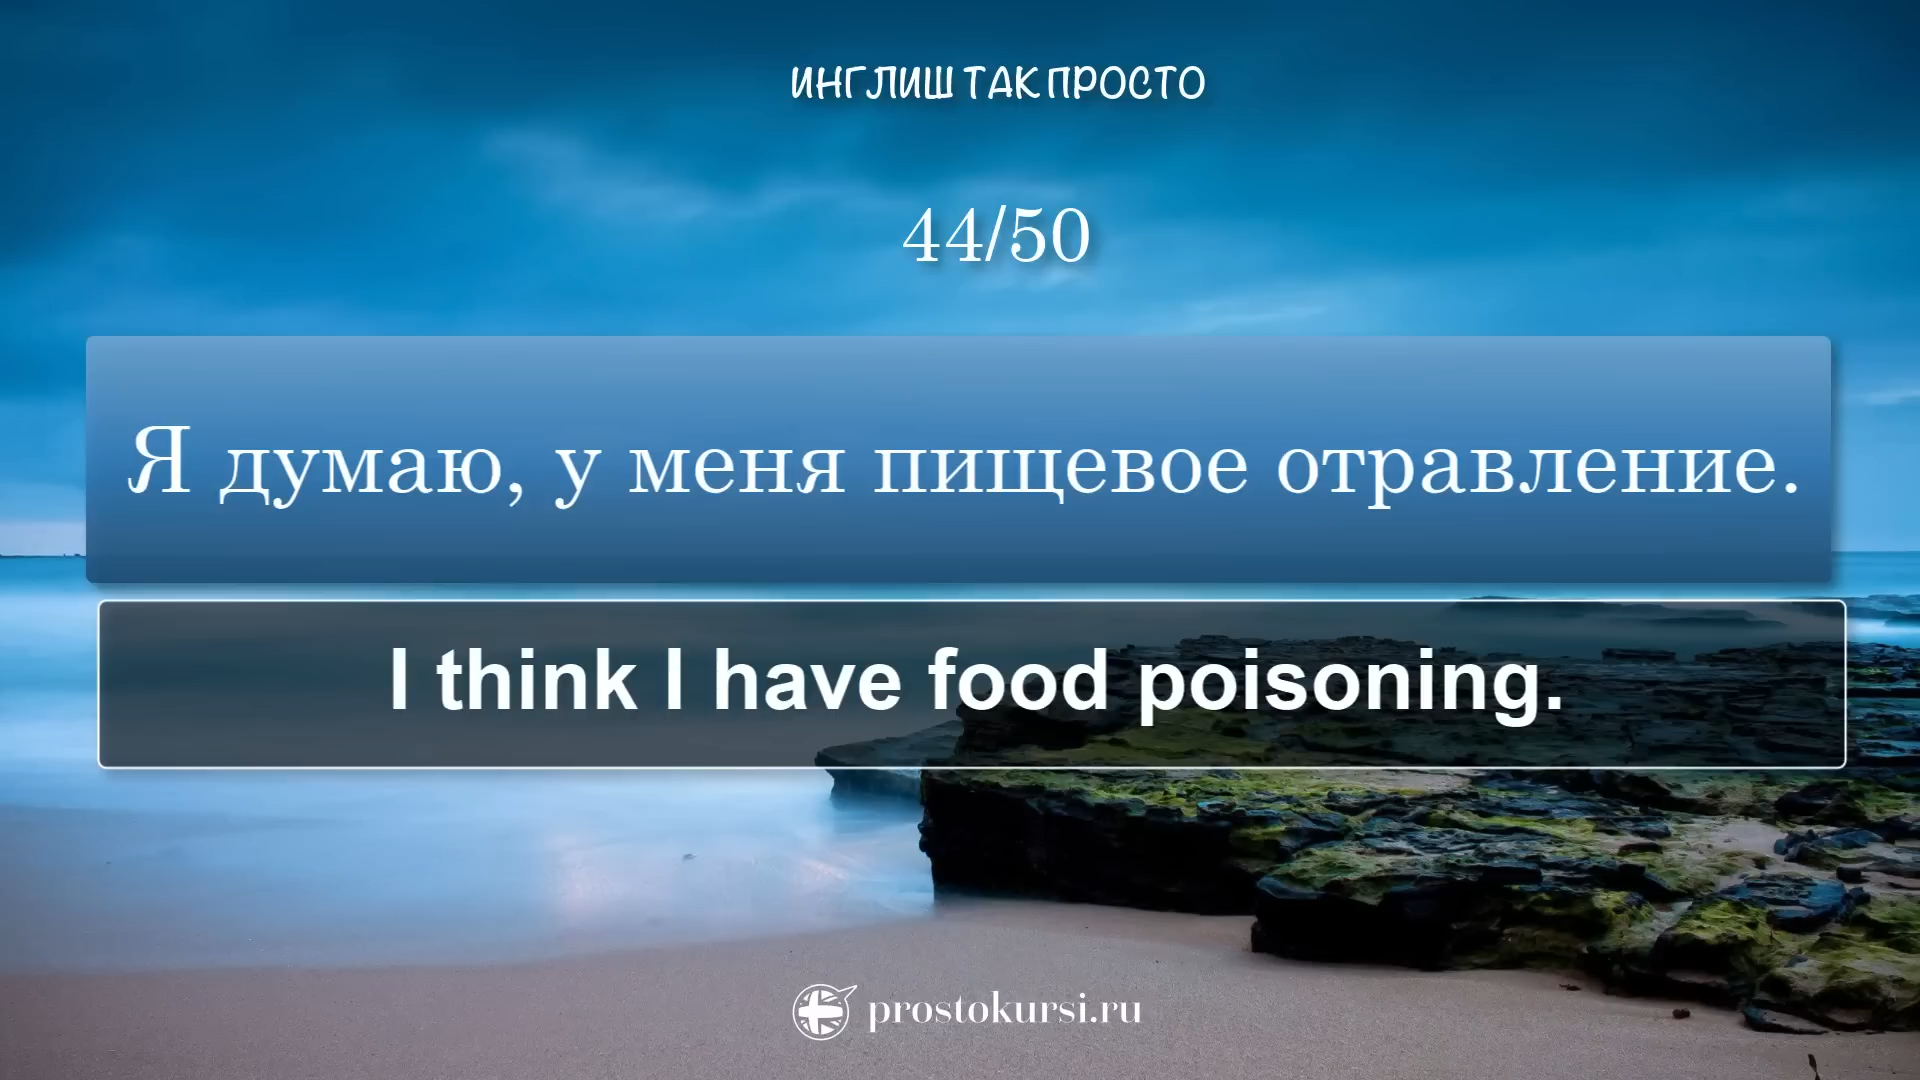 ИНГЛИШ ТАК ПРОСТО
44/50
Я думаю, у меня пищевое отравление.
I think I have food poisoning.
prostokursi.ru